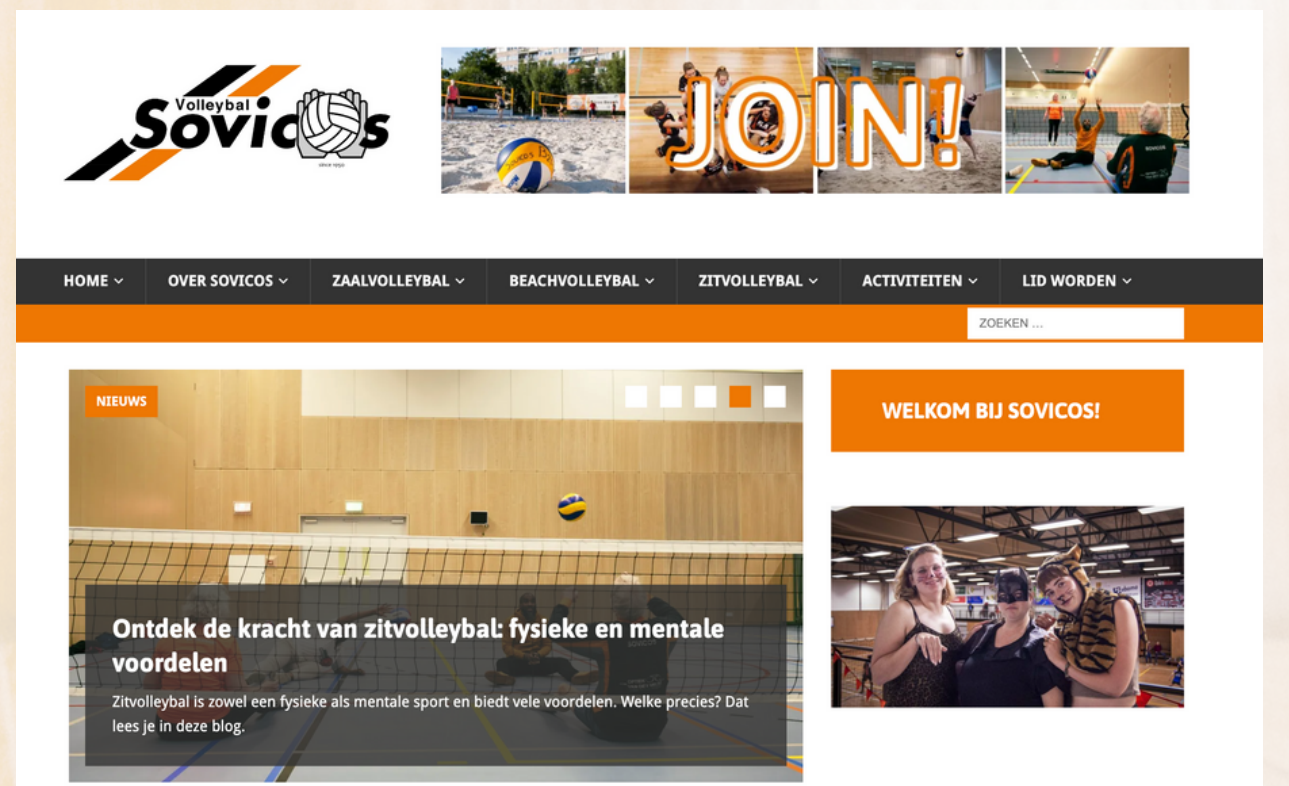 Volleybal
Sovicos
since 1950
JOIN!
HOME
OVER SOVICOS
ZAALVOLLEYBAL
BEACHVOLLEYBAL
ZITVOLLEYBAL
ACTIVITEITEN
LID WORDEN
ZOEKEN ...
NIEUWS
WELKOM BIJ SOVICOS!
Ontdek de kracht van zitvolleybal: fysieke en mentale
voordelen
Zitvolleybal is zowel een fysieke als mentale sport en biedt vele voordelen. Welke precies? Dat
lees je in deze blog.